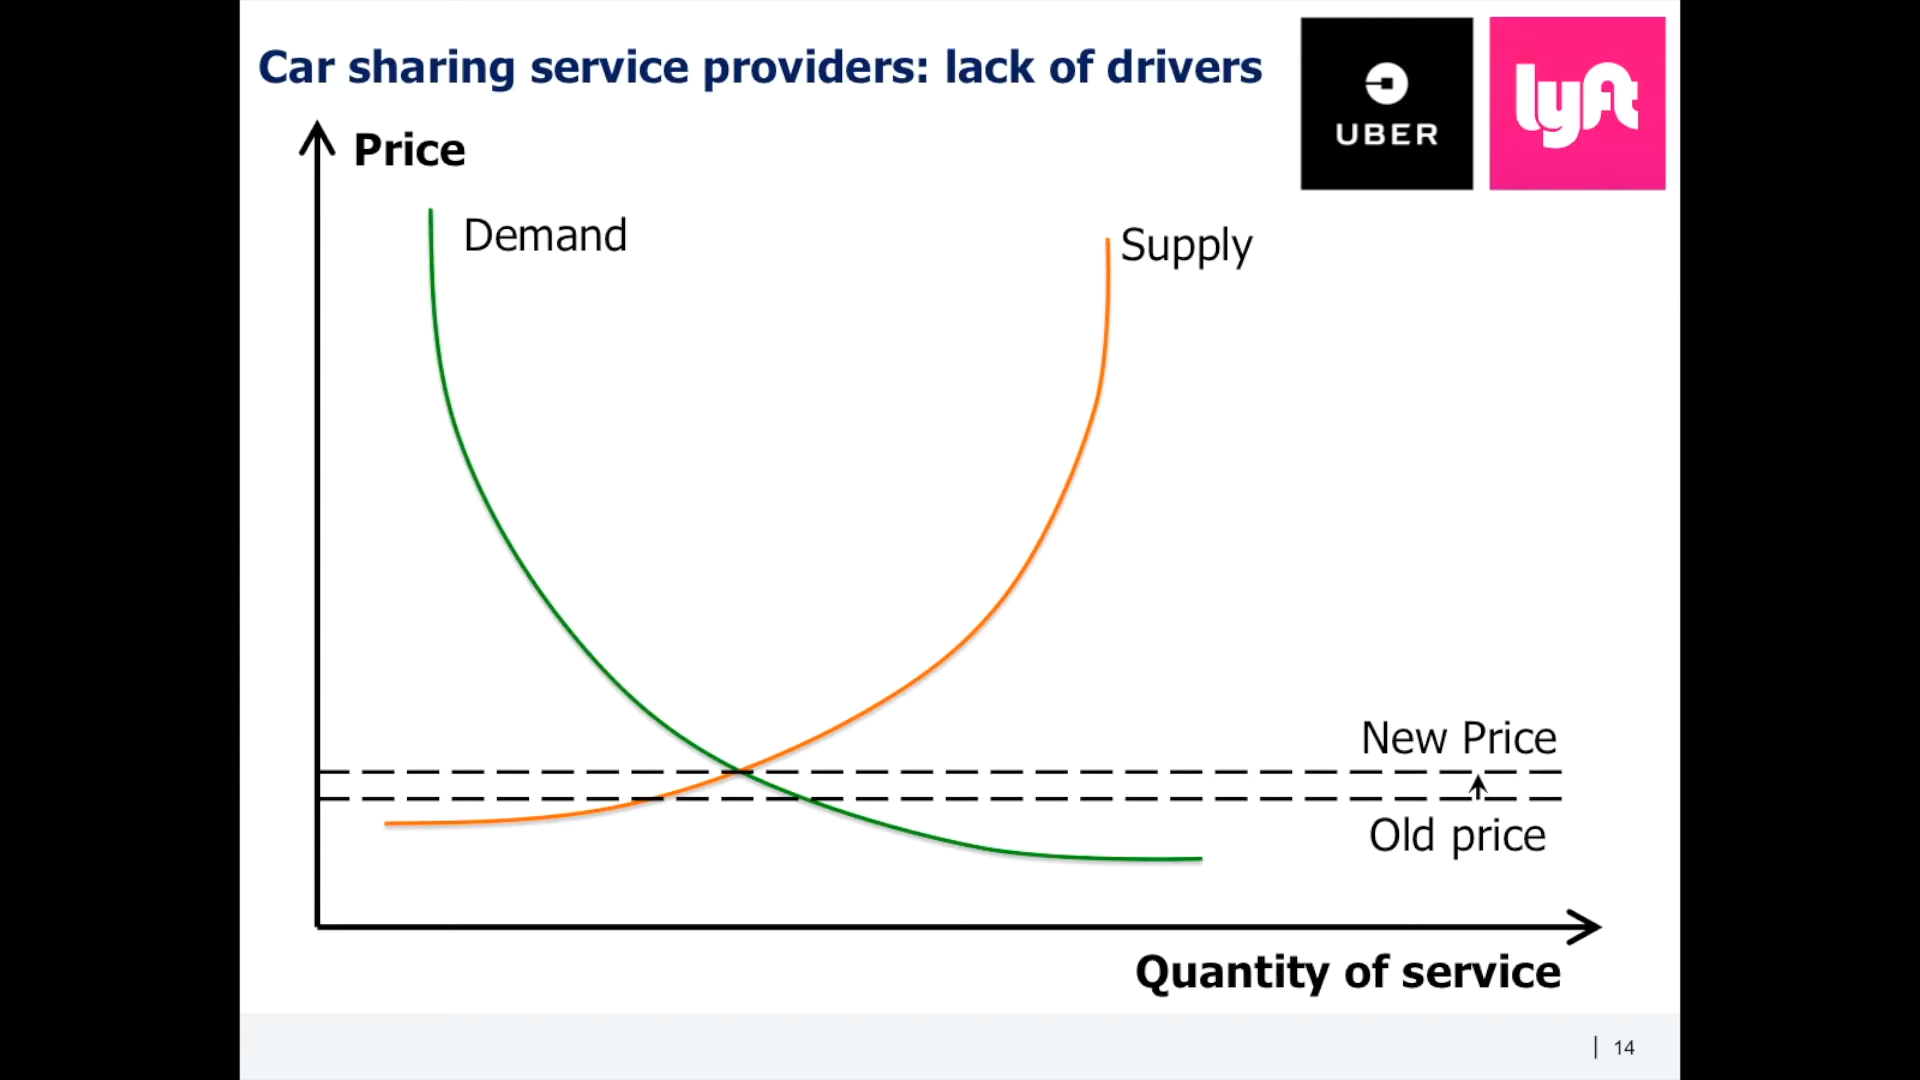 Car sharing service providers: lack of drivers
UBER
lyft
Price
Demand
Supply
New Price
Old price
Quantity of service
14